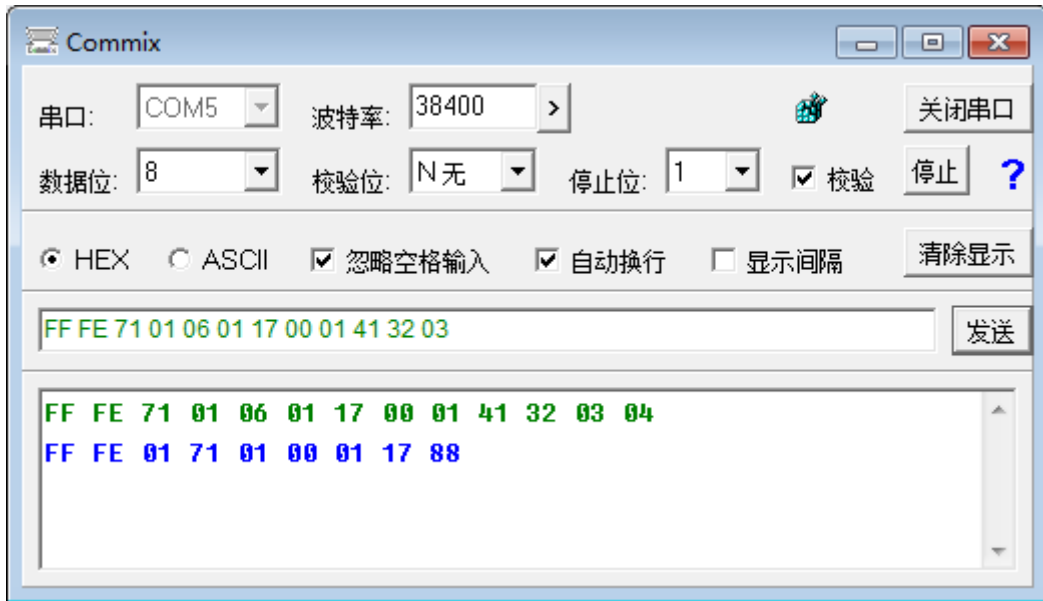 Commix
串口: COM5 波特率: 38400 > 关闭串口
数据位: 8 校验位: N 无 停止位: 1 校验 停止 ?
HEX ASCII 忽略空格输入 自动换行 显示间隔 清除显示
FF FE 71 01 06 01 17 00 01 41 32 03 发送
FF FE 71 01 06 01 17 00 01 41 32 03 04
FF FE 01 71 01 00 01 17 88